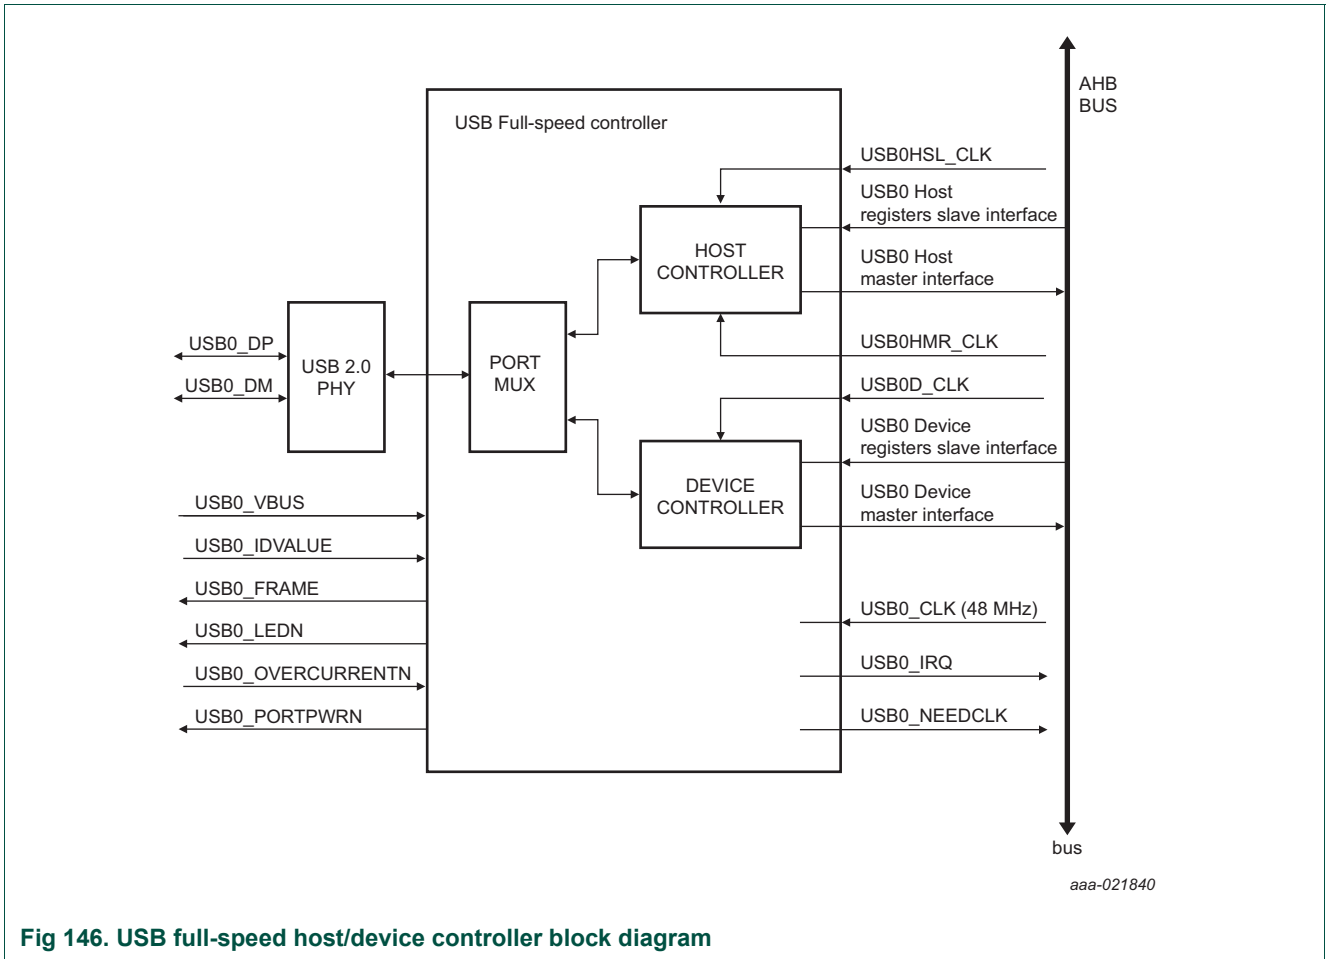 AHB
BUS
USB Full-speed controller
USB0HSL_CLK
USB0 Host
registers slave interface
HOST
CONTROLLER
USB0 Host
master interface
USB0_DP
USB0_DM
USB 2.0
PHY
PORT
MUX
USB0HMR_CLK
USB0D_CLK
USB0 Device
registers slave interface
DEVICE
CONTROLLER
USB0 Device
master interface
USB0_VBUS
USB0_IDVALUE
USB0_FRAME
USB0_LEDN
USB0_OVERCURRENTN
USB0_PORTPWRN
USB0_CLK (48 MHz)
USB0_IRQ
USB0_NEEDCLK
bus
aaa-021840
Fig 146. USB full-speed host/device controller block diagram